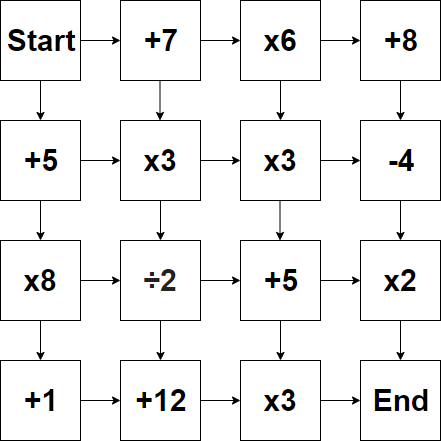 Start +7 x6 +8
+5 x3 x3 -4
x8 ÷2 +5 x2
+1 +12 x3 End